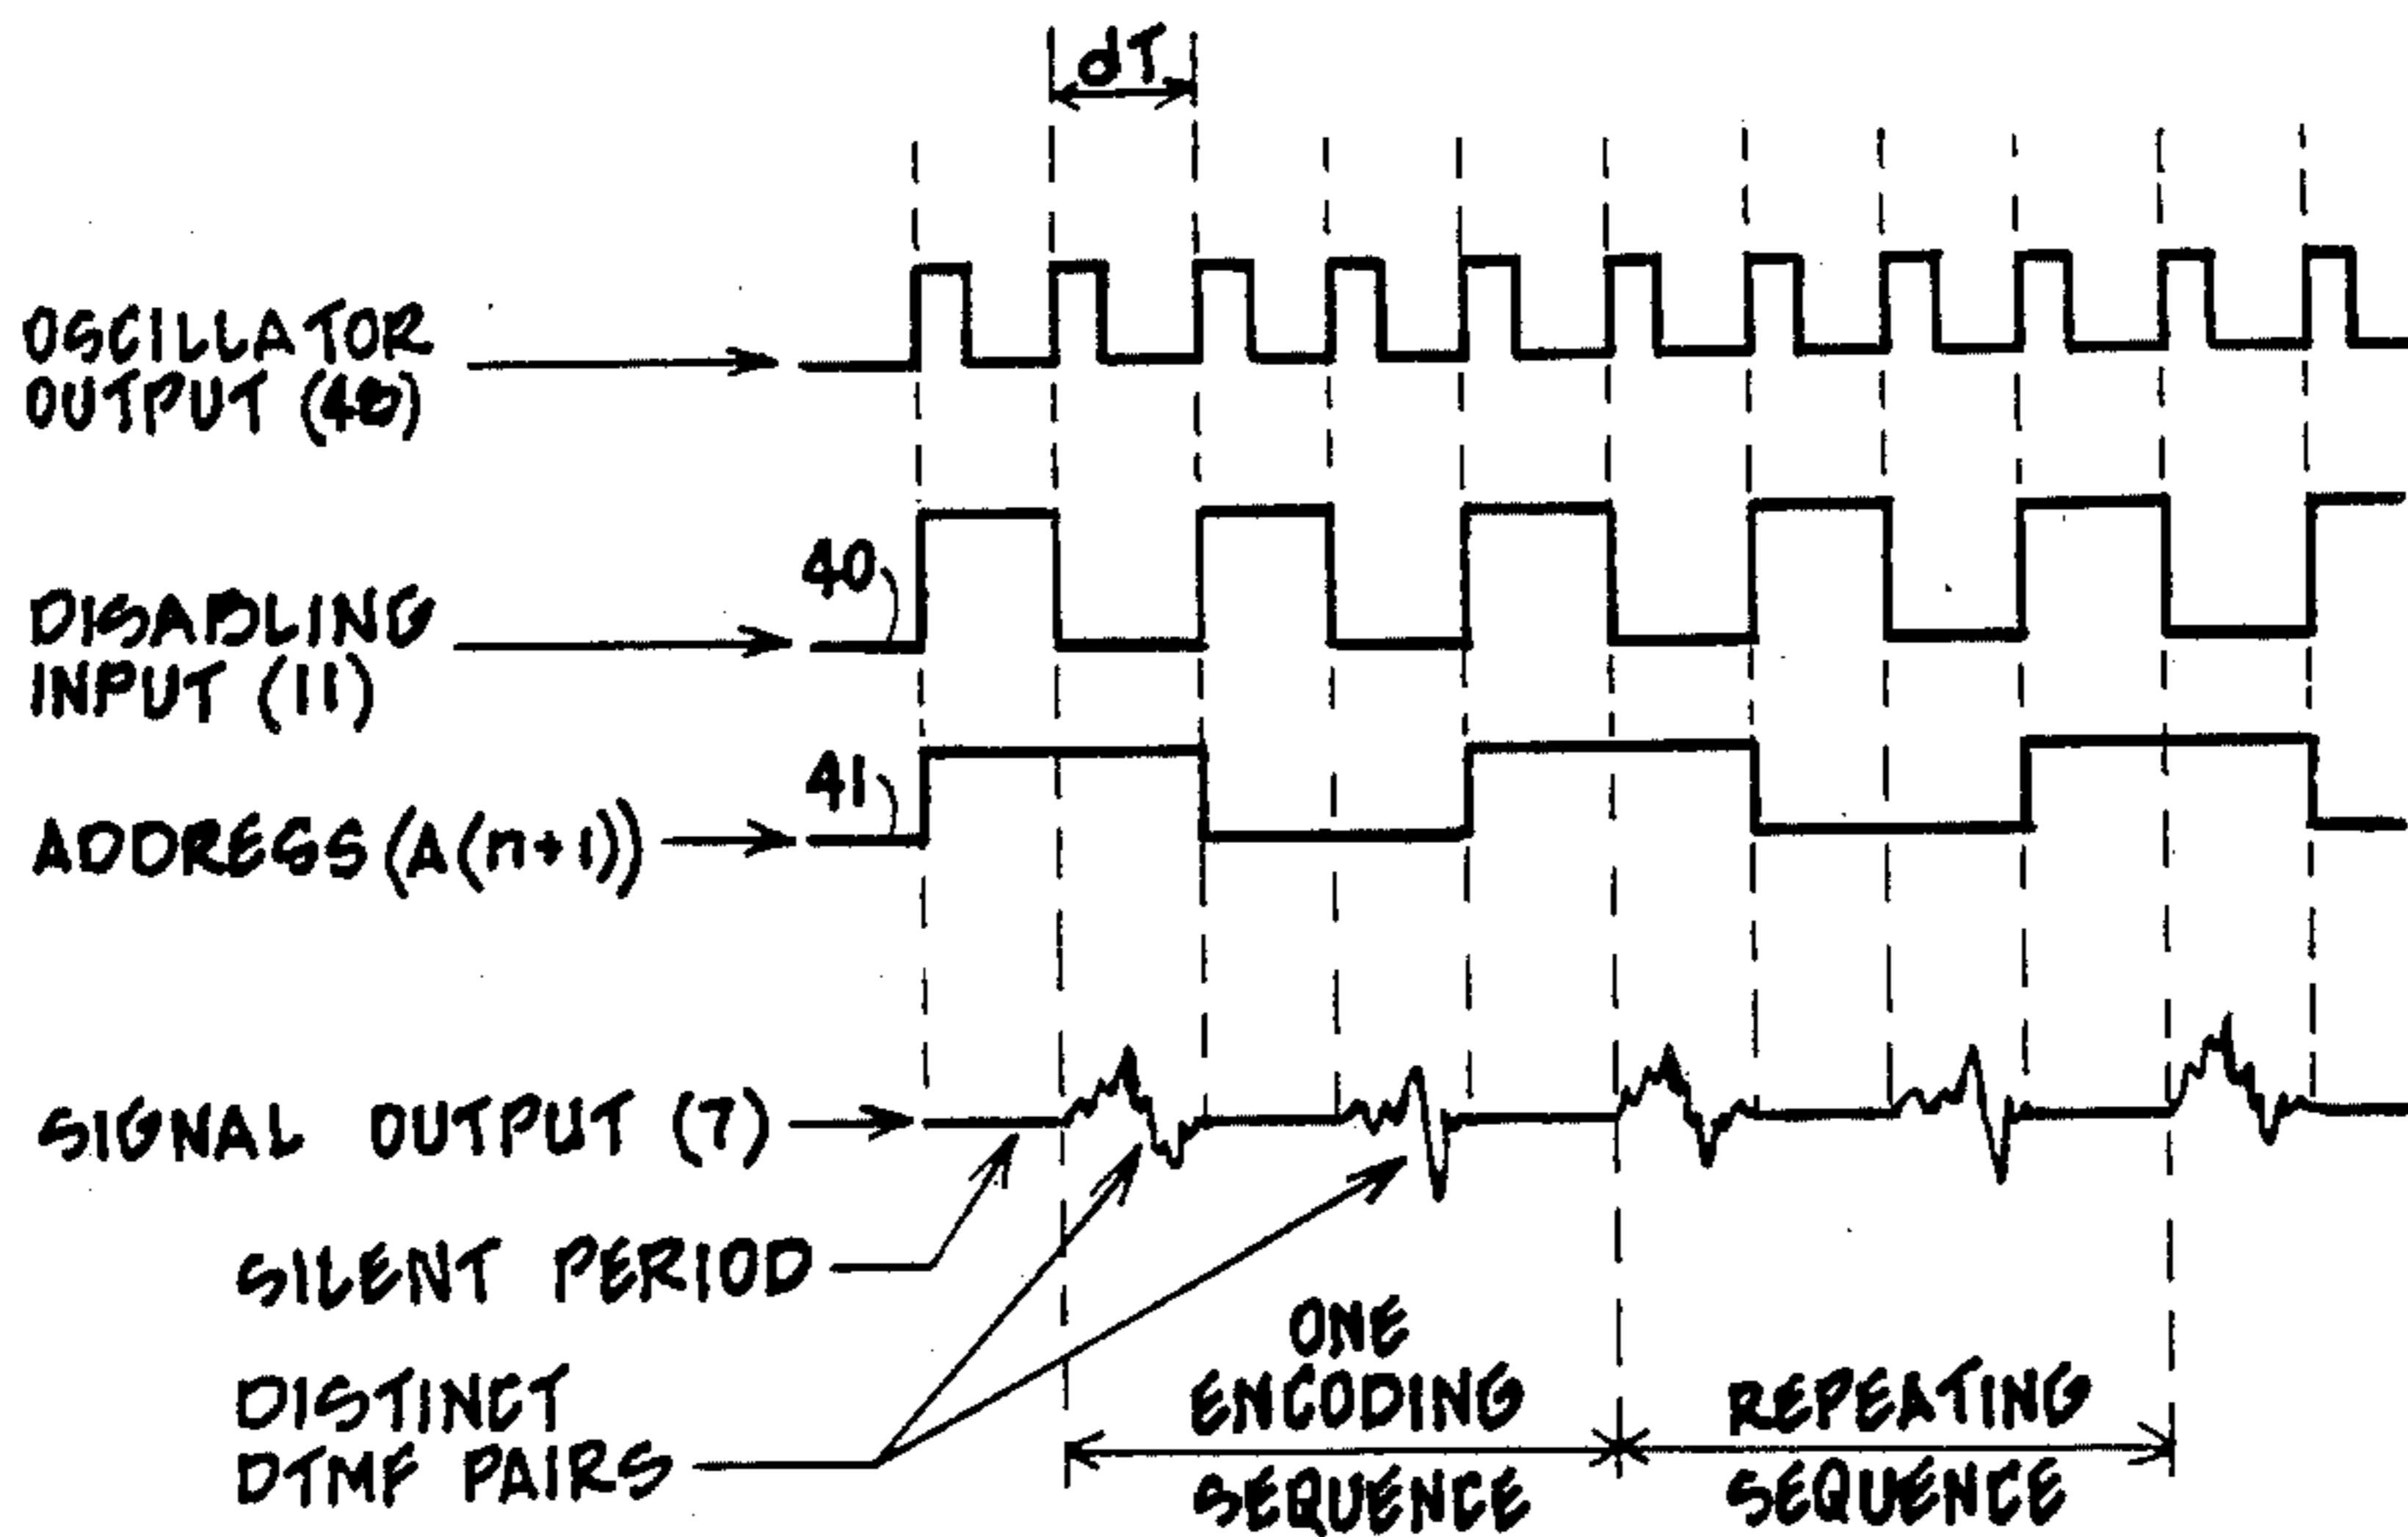 dT
OSCILLATOR
OUTPUT (40)
40
DISABLING
INPUT (11)
41
ADDRESS (A(n+1))
SIGNAL OUTPUT (7)
SILENT PERIOD
DISTINCT
DTMF PAIRS
ONE
ENCODING
SEQUENCE
REPEATING
SEQUENCE